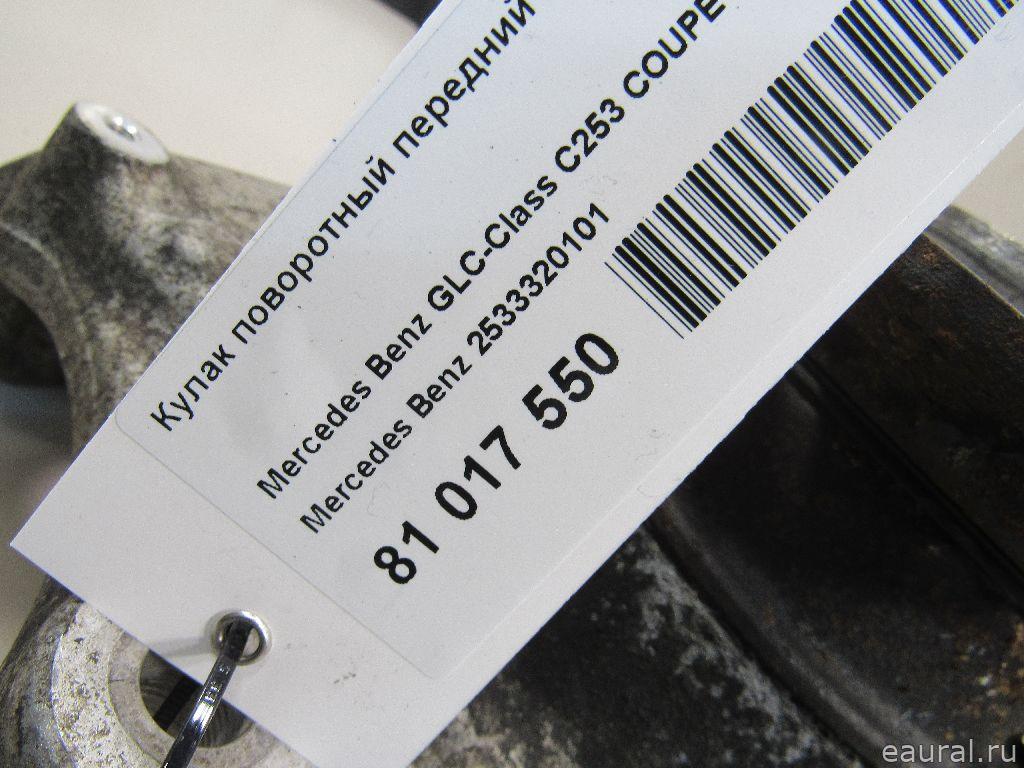 Кулак поворотный передний
Mercedes Benz GLC-Class C253 COUPE
Mercedes Benz 2533320101
81 017 550
eaural.ru